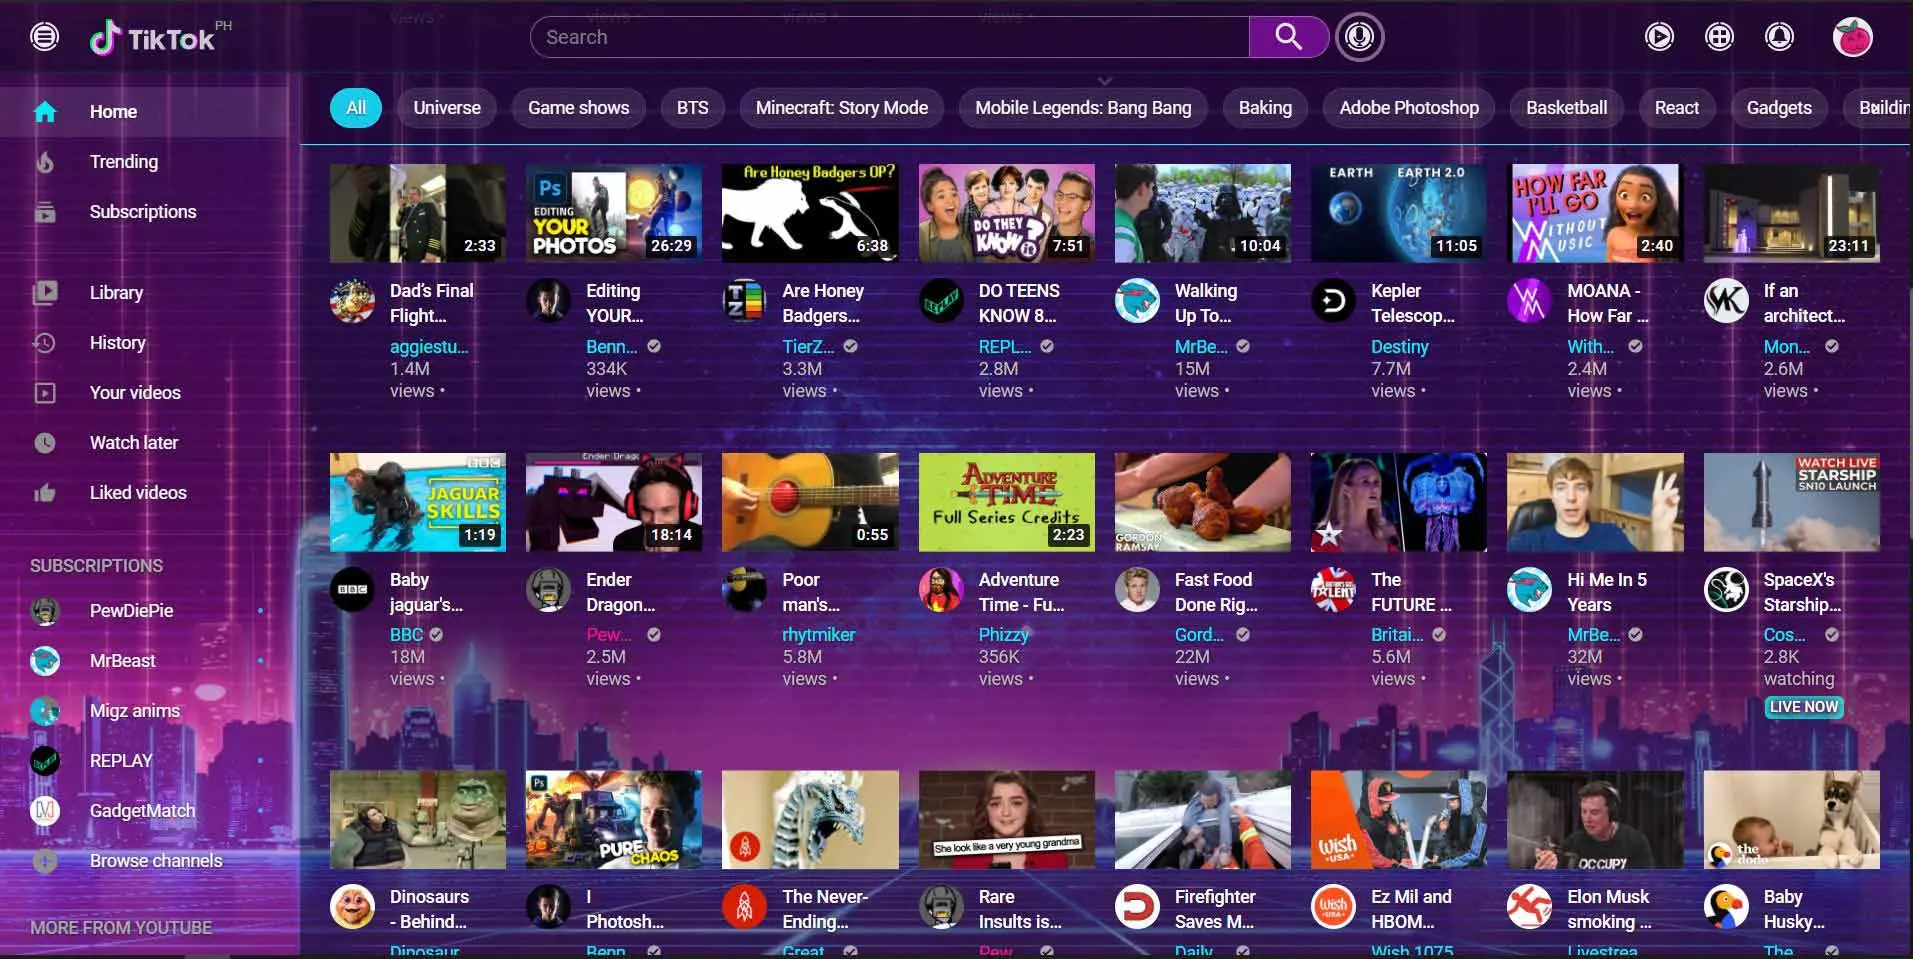 TikTok PH
Search
All
Universe
Game shows
BTS
Minecraft: Story Mode
Mobile Legends: Bang Bang
Baking
Adobe Photoshop
Basketball
React
Gadgets
Buildin
Home
Trending
Subscriptions
Library
History
Your videos
Watch later
Liked videos
SUBSCRIPTIONS
PewDiePie
MrBeast
Migz anims
REPLAY
GadgetMatch
Browse channels
MORE FROM YOUTUBE
2:33
Dad's Final
Flight...
aggiestu...
1.4M
views •
Ps
EDITING
YOUR
PHOTOS
26:29
Editing
YOUR...
Benn...
334K
views •
Are Honey Badgers OP?
6:38
TZ
Are Honey
Badgers...
TierZ...
3.3M
views •
DO THEY
KNOW it?
7:51
REPLAY
DO TEENS
KNOW 8...
REPL...
2.8M
views •
10:04
Walking
Up To...
MrBe...
15M
views •
EARTH
EARTH 2.0
11:05
Kepler
Telescop...
Destiny
7.7M
views •
HOW FAR
I'LL GO
WITHOUT
MUSIC
2:40
MOANA -
How Far ...
With...
2.4M
views •
23:11
If an
architect...
Mon...
2.6M
views •
BBC
JAGUAR
SKILLS
1:19
BBC
Baby
jaguar's...
BBC
18M
views •
Ender Drago
18:14
Ender
Dragon...
Pew...
2.5M
views •
0:55
Poor
man's...
rhytmiker
5.8M
views •
ADVENTURE
TIME
Full Series Credits
2:23
Adventure
Time - Fu...
Phizzy
356K
views •
GORDON
RAMSAY
Fast Food
Done Rig...
Gord...
22M
views •
TALENT
The
FUTURE ...
Britai...
5.6M
views •
Hi Me In 5
Years
MrBe...
32M
views •
WATCH LIVE
STARSHIP
SN10 LAUNCH
SpaceX's
Starship...
Cos...
2.8K
watching
LIVE NOW
Dinosaurs
- Behind...
Dinosaur
Ps
PURE
CHAOS
I
Photosh...
Benn
The Never-
Ending...
Great
She look like a very young grandma
Rare
Insults is...
Pew
Firefighter
Saves M...
Daily
Wish
USA
Wish
USA
Ez Mil and
HBOM...
Wish 1075
OCCUPY
Elon Musk
smoking ...
Livestrea
the
dodo
Baby
Husky...
The